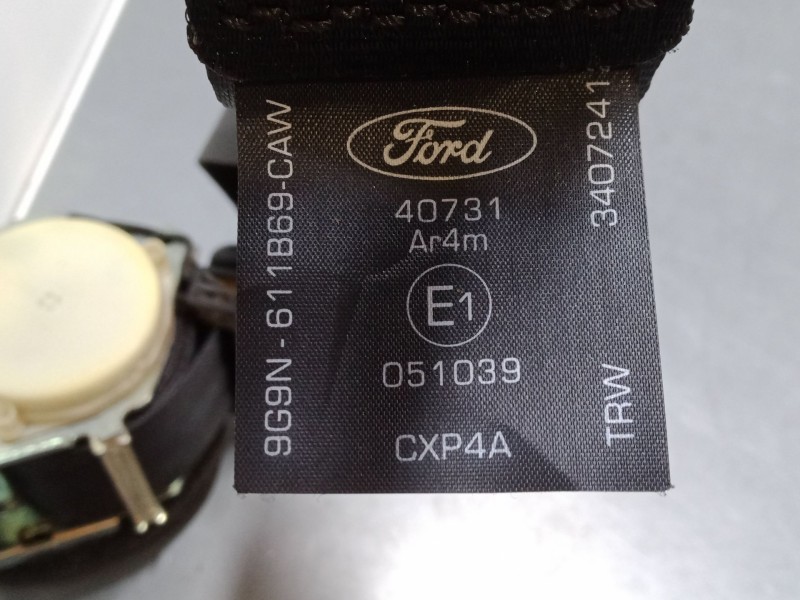 9G9N - 611B69-CAW
Ford
40731
Ar4m
E1
051039
CXP4A
TRW
3407241